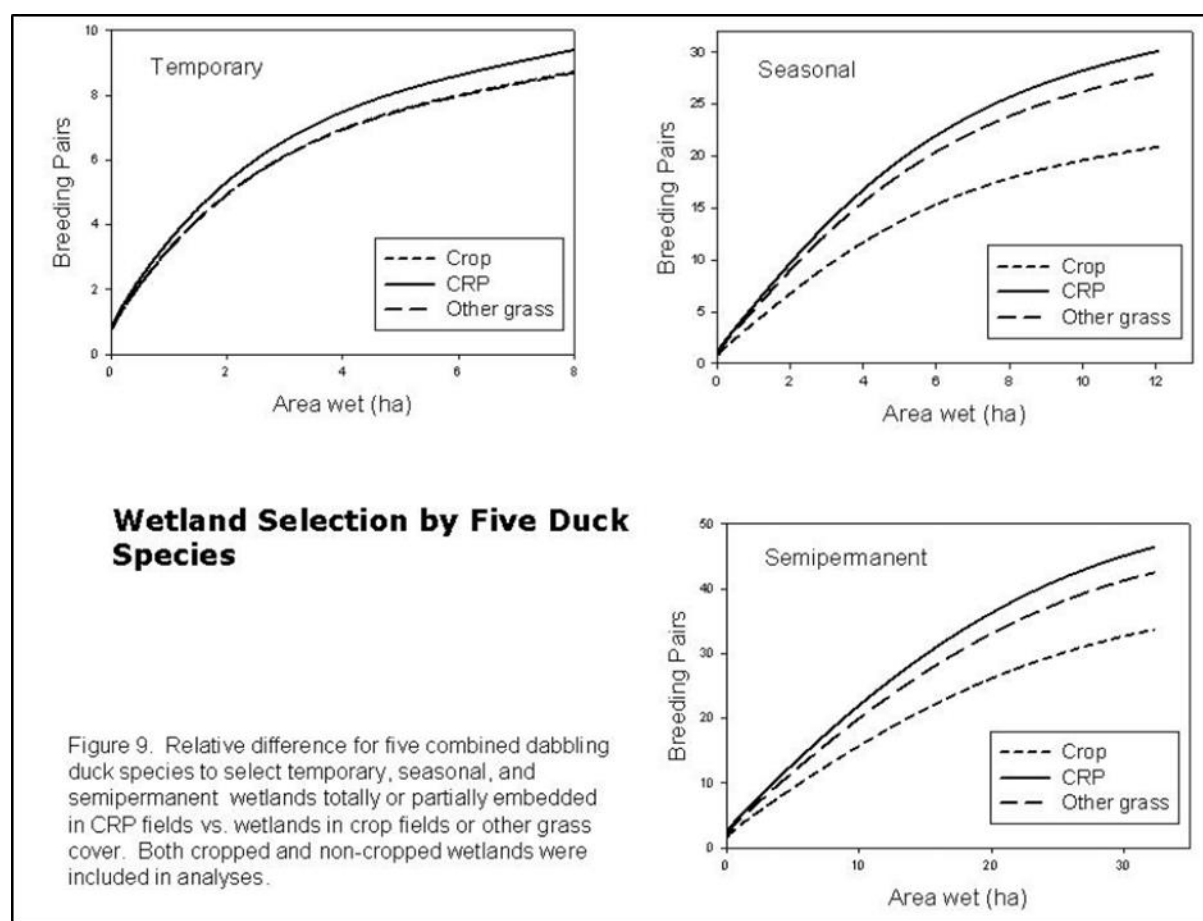 Temporary
Breeding Pairs
10
8
6
4
2
0
0 2 4 6 8
Area wet (ha)
Crop
CRP
Other grass
Seasonal
Breeding Pairs
30
25
20
15
10
5
0
0 2 4 6 8 10 12
Area wet (ha)
Crop
CRP
Other grass
Wetland Selection by Five Duck
Species
Semipermanent
Breeding Pairs
50
40
30
20
10
0
0 10 20 30
Area wet (ha)
Crop
CRP
Other grass
Figure 9. Relative difference for five combined dabbling
duck species to select temporary, seasonal, and
semipermanent wetlands totally or partially embedded
in CRP fields vs. wetlands in crop fields or other grass
cover. Both cropped and non-cropped wetlands were
included in analyses.